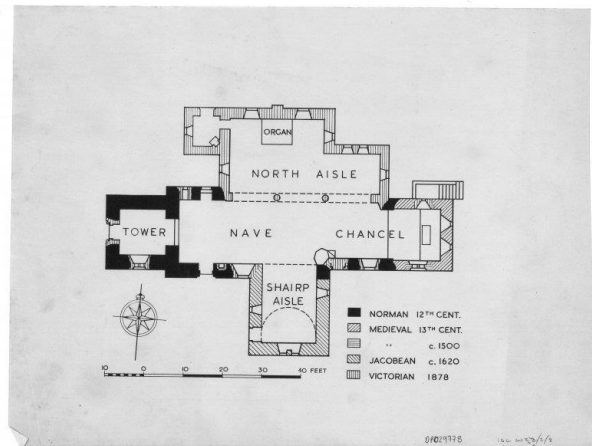 ORGAN
NORTH AISLE
TOWER
NAVE
CHANCEL
SHAIRP
AISLE
NORMAN 12TH CENT.
MEDIEVAL 13TH CENT.
„ c. 1500
JACOBEAN c. 1620
VICTORIAN 1878
10 0 10 20 30 40 FEET